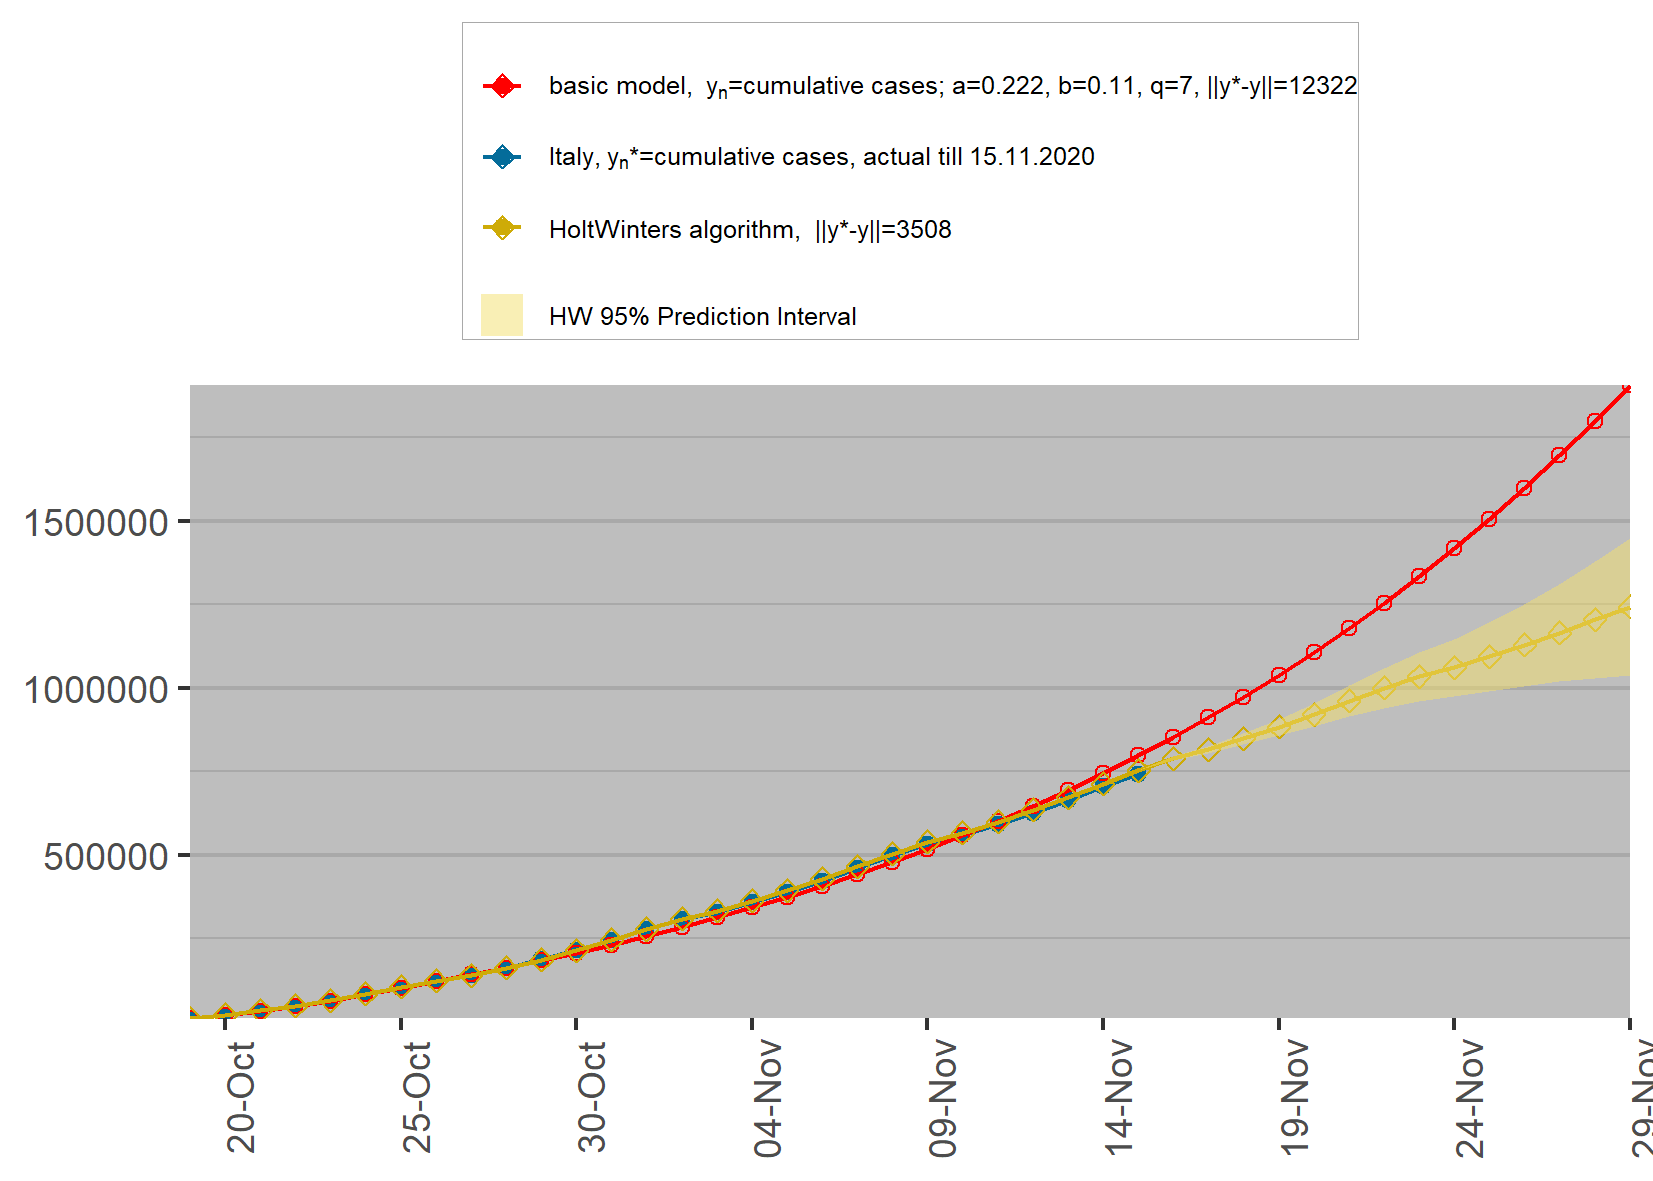 basic model, yn=cumulative cases; a=0.222, b=0.11, q=7, ||y*-y||=12322
Italy, yn*=cumulative cases, actual till 15.11.2020
HoltWinters algorithm, ||y*-y||=3508
HW 95% Prediction Interval
1500000
1000000
500000
20-Oct
25-Oct
30-Oct
04-Nov
09-Nov
14-Nov
19-Nov
24-Nov
29-Nov